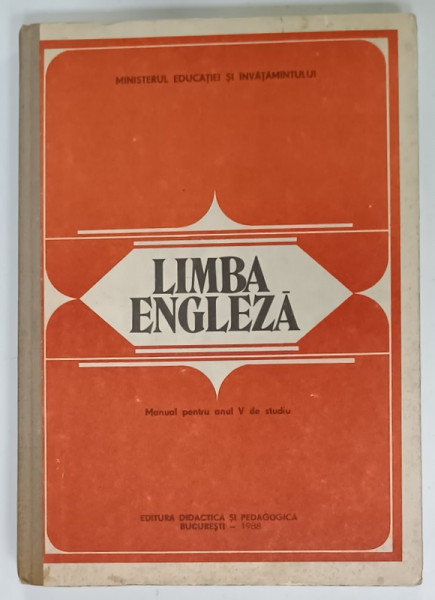 MINISTERUL EDUCAȚIEI ȘI ÎNVĂȚĂMÎNTULUI
LIMBA
ENGLEZĂ
Manual pentru anul V de studiu
EDITURA DIDACTICĂ ȘI PEDAGOGICĂ
BUCUREȘTI –